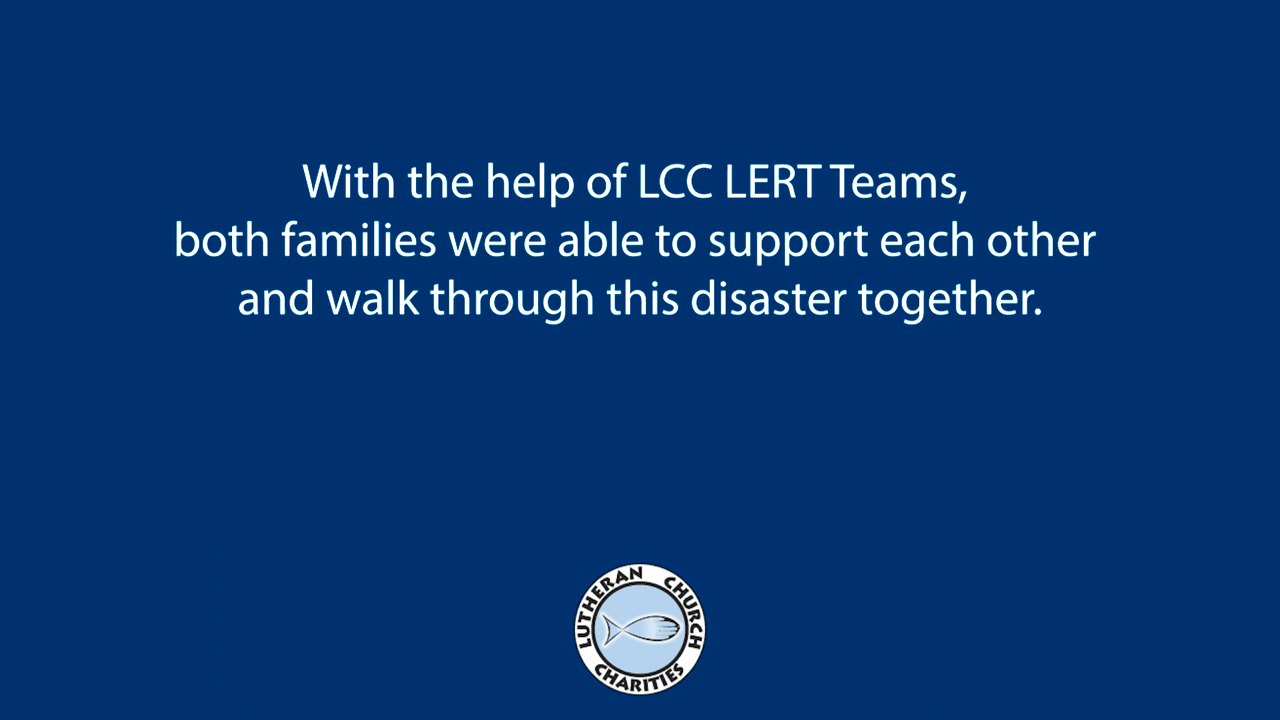 With the help of LCC LERT Teams,
both families were able to support each other
and walk through this disaster together.
LUTHERAN CHURCH
CHARITIES